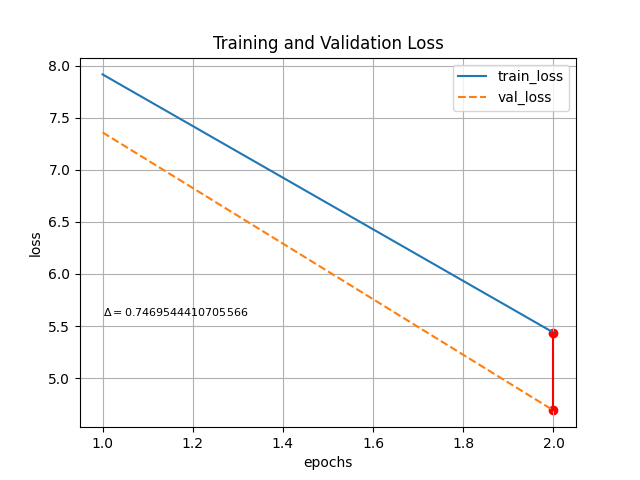 Training and Validation Loss
8.0
7.5
7.0
6.5
6.0
5.5
5.0
loss
train_loss
val_loss
Δ = 0.7469544410705566
1.0 1.2 1.4 1.6 1.8 2.0
epochs